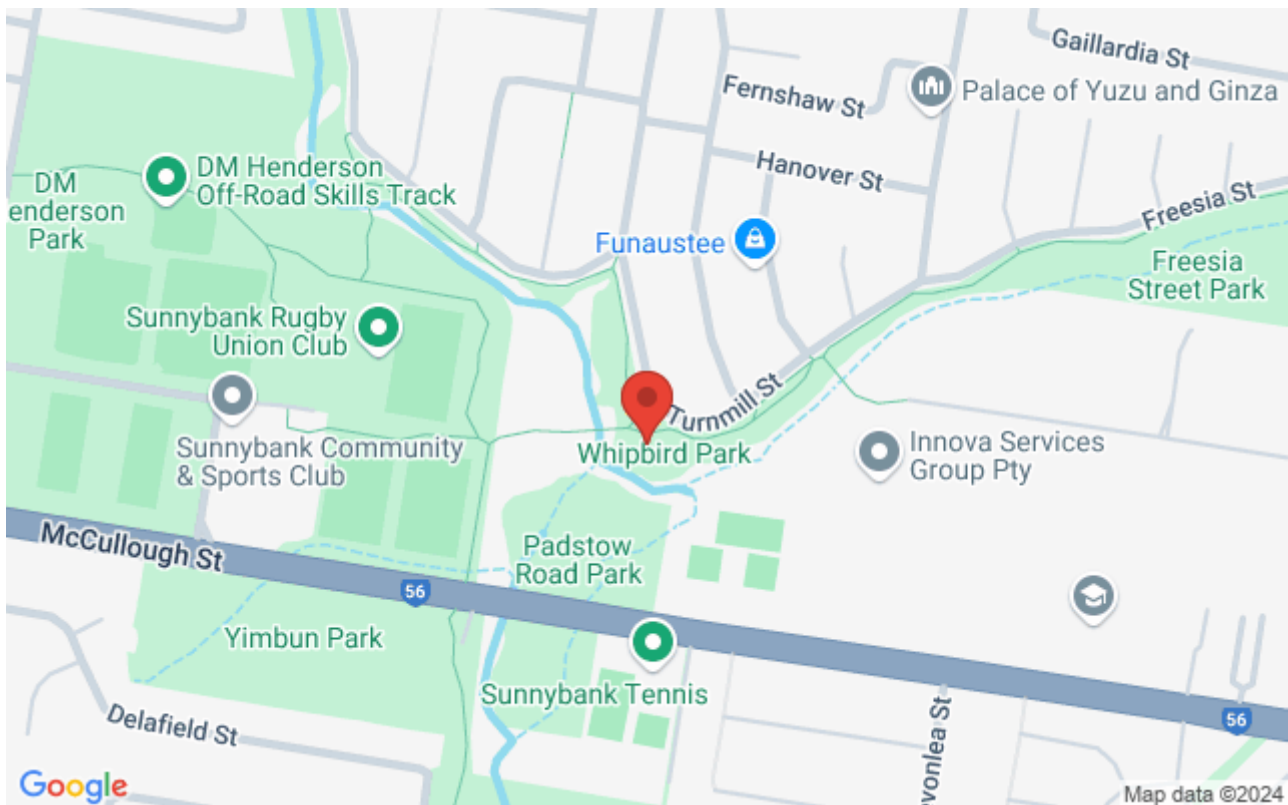 Gaillardia St
Fernshaw St
Palace of Yuzu and Ginza
DM Henderson
Off-Road Skills Track
Hanover St
DM
enderson
Park
Freesia St
Funaustee
Freesia
Street Park
Sunnybank Rugby
Union Club
Turnmill St
Sunnybank Community
& Sports Club
Whipbird Park
Innova Services
Group Pty
McCullough St
Padstow
Road Park
56
Yimbun Park
Sunnybank Tennis
Delafield St
vonlea St
56
Google
Map data ©2024